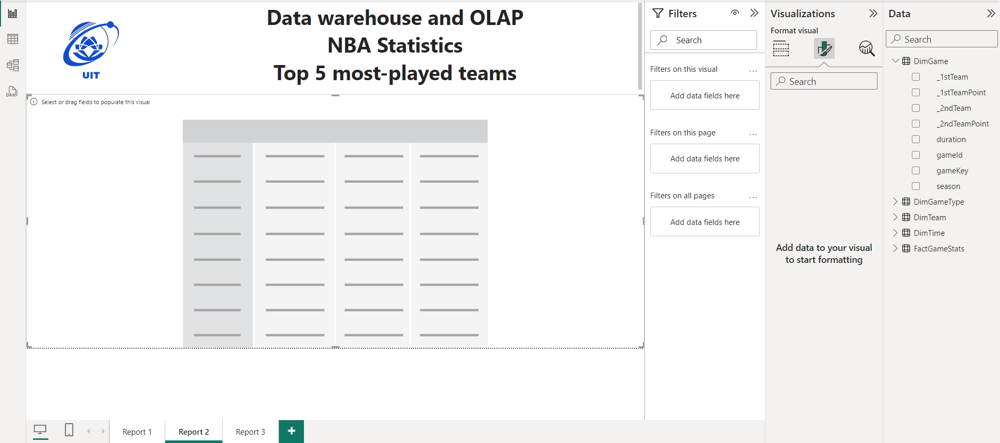 Data warehouse and OLAP
NBA Statistics
Top 5 most-played teams
UIT
DAX
Select or drag fields to populate this visual
Report 1
Report 2
Report 3
Filters
Search
Filters on this visual
...
Add data fields here
Filters on this page
...
Add data fields here
Filters on all pages
...
Add data fields here
Visualizations
Format visual
Search
Add data to your visual
to start formatting
Data
Search
DimGame
_1stTeam
_1stTeamPoint
_2ndTeam
_2ndTeamPoint
duration
gameId
gameKey
season
DimGameType
DimTeam
DimTime
FactGameStats